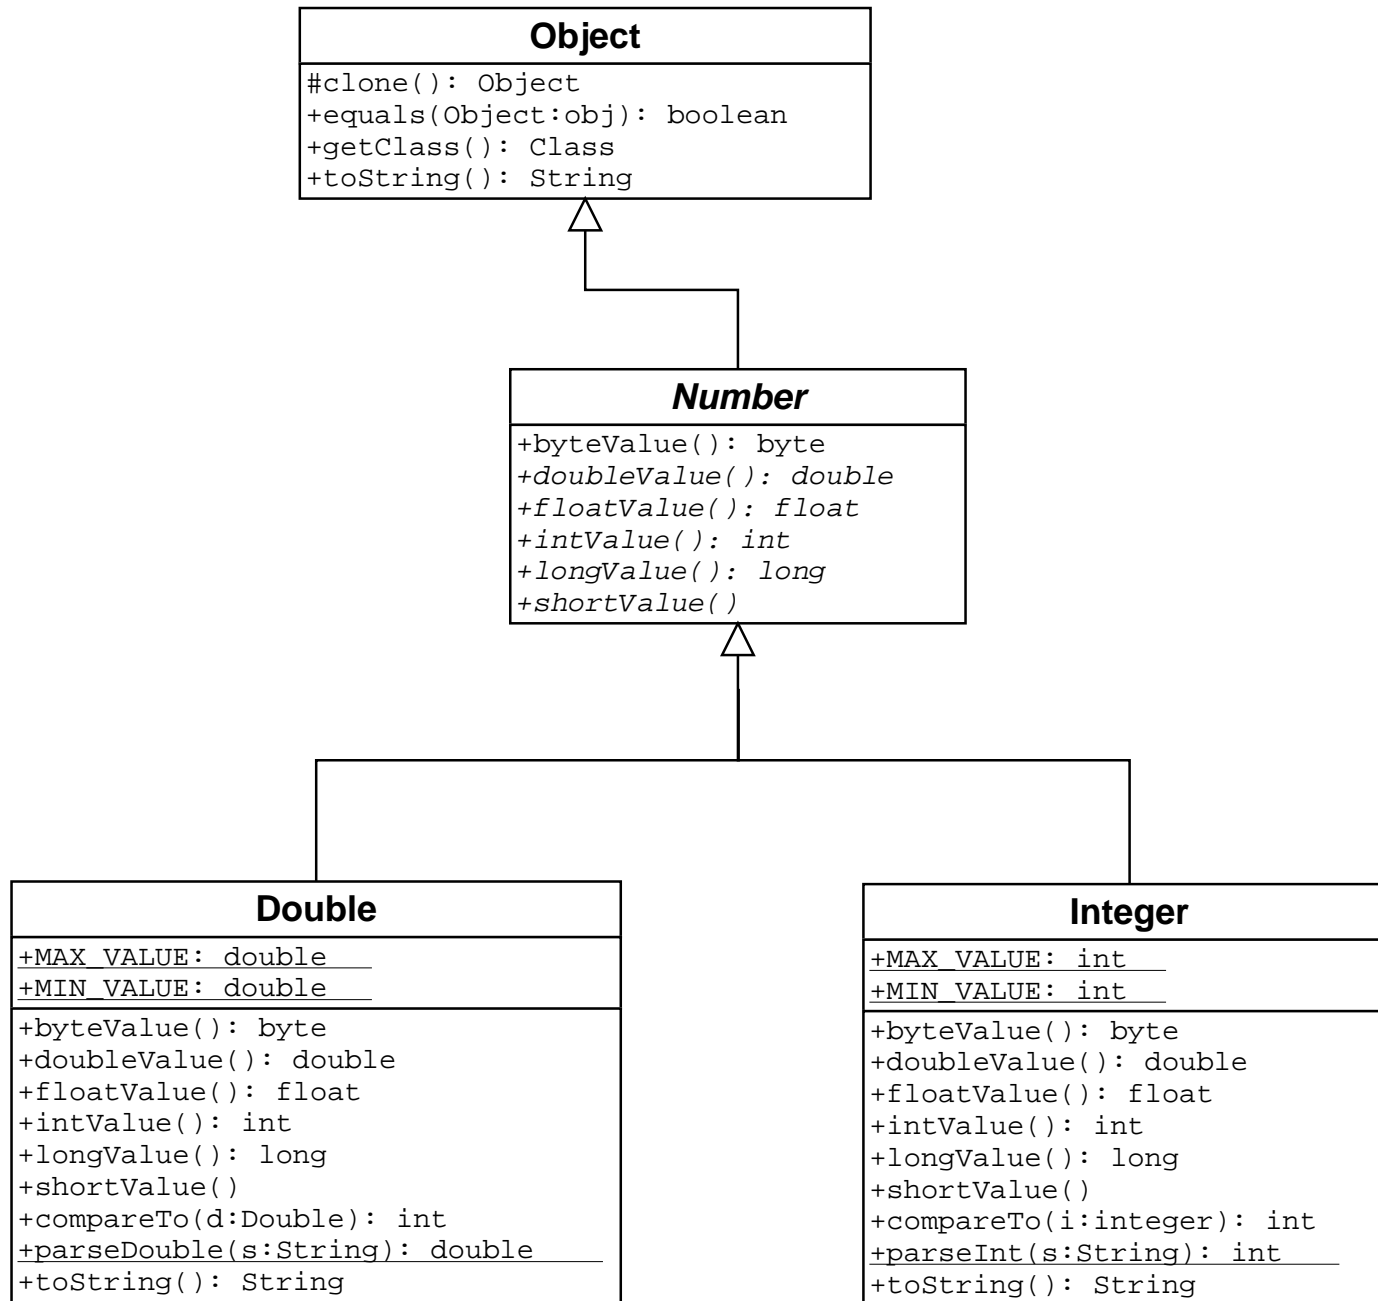 Object
#clone(): Object
+equals(Object:obj): boolean
+getClass(): Class
+toString(): String
Number
+byteValue(): byte
+doubleValue(): double
+floatValue(): float
+intValue(): int
+longValue(): long
+shortValue()
Double
+MAX_VALUE: double
+MIN_VALUE: double
+byteValue(): byte
+doubleValue(): double
+floatValue(): float
+intValue(): int
+longValue(): long
+shortValue()
+compareTo(d:Double): int
+parseDouble(s:String): double
+toString(): String
Integer
+MAX_VALUE: int
+MIN_VALUE: int
+byteValue(): byte
+doubleValue(): double
+floatValue(): float
+intValue(): int
+longValue(): long
+shortValue()
+compareTo(i:integer): int
+parseInt(s:String): int
+toString(): String